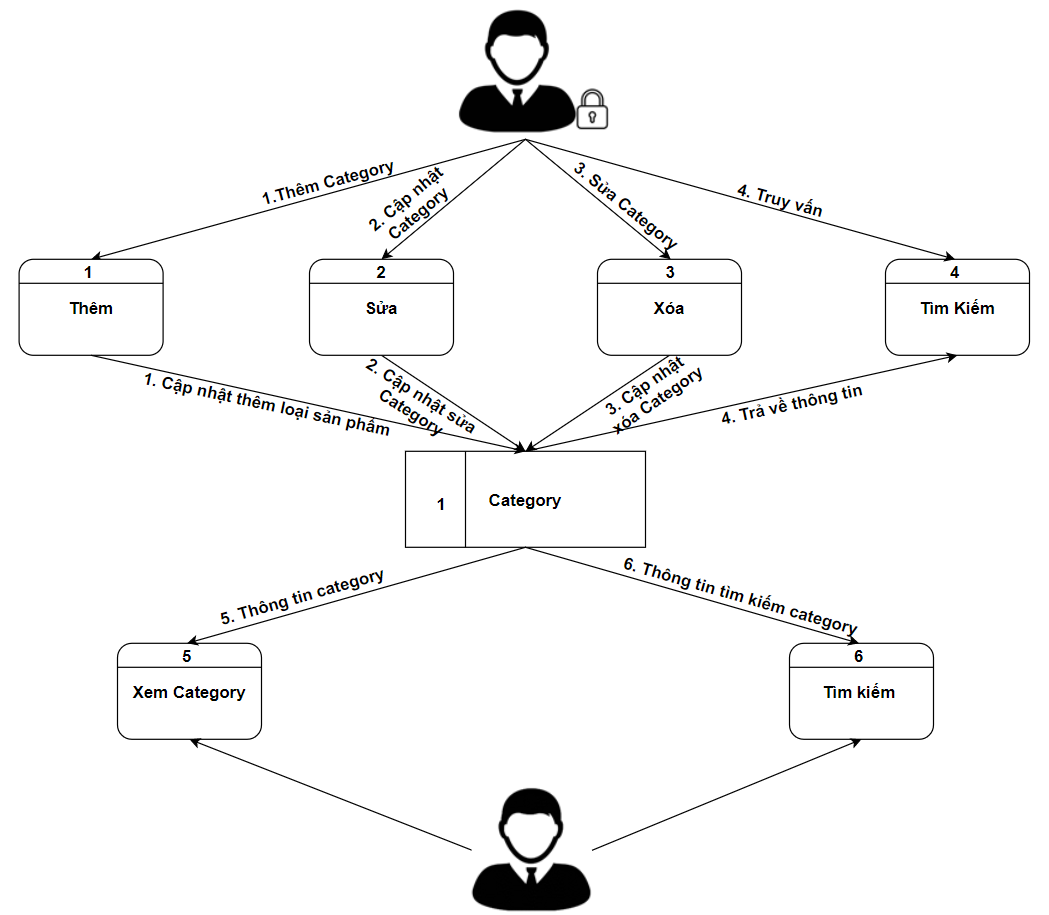 1.Thêm Category
2. Cập nhật
Category
3. Sửa Category
4. Truy vấn
1
Thêm
2
Sửa
3
Xóa
4
Tìm Kiếm
1. Cập nhật thêm loại sản phẩm
2. Cập nhật sửa
Category
3. Cập nhật
xóa Category
4. Trả về thông tin
1
Category
5. Thông tin category
6. Thông tin tìm kiếm category
5
Xem Category
6
Tìm kiếm